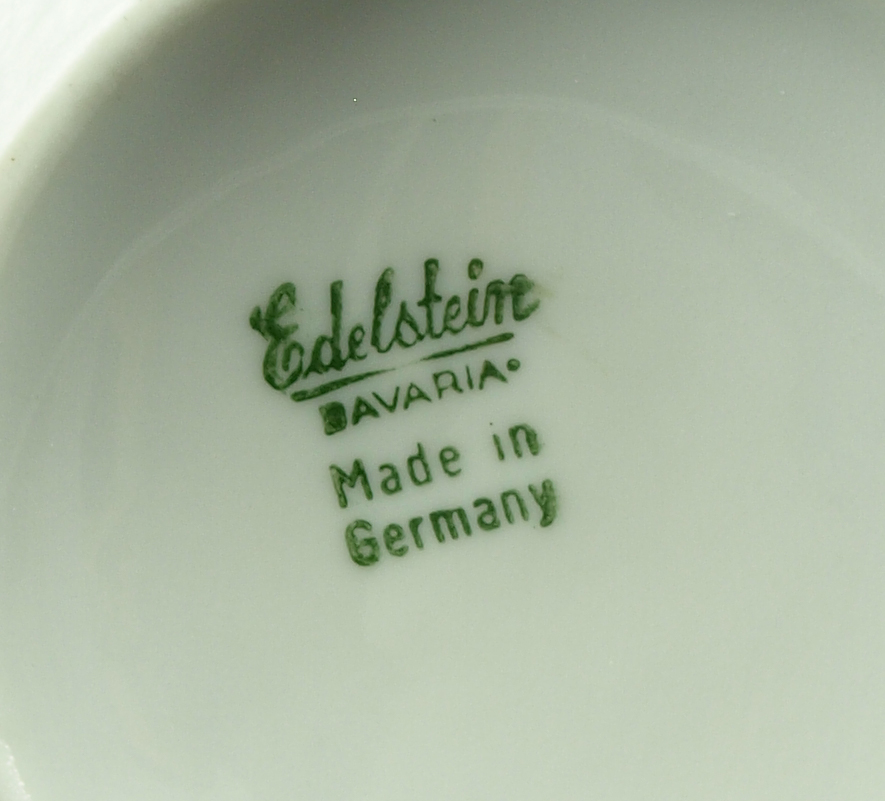 Edelstein
BAVARIA•
Made in
Germany